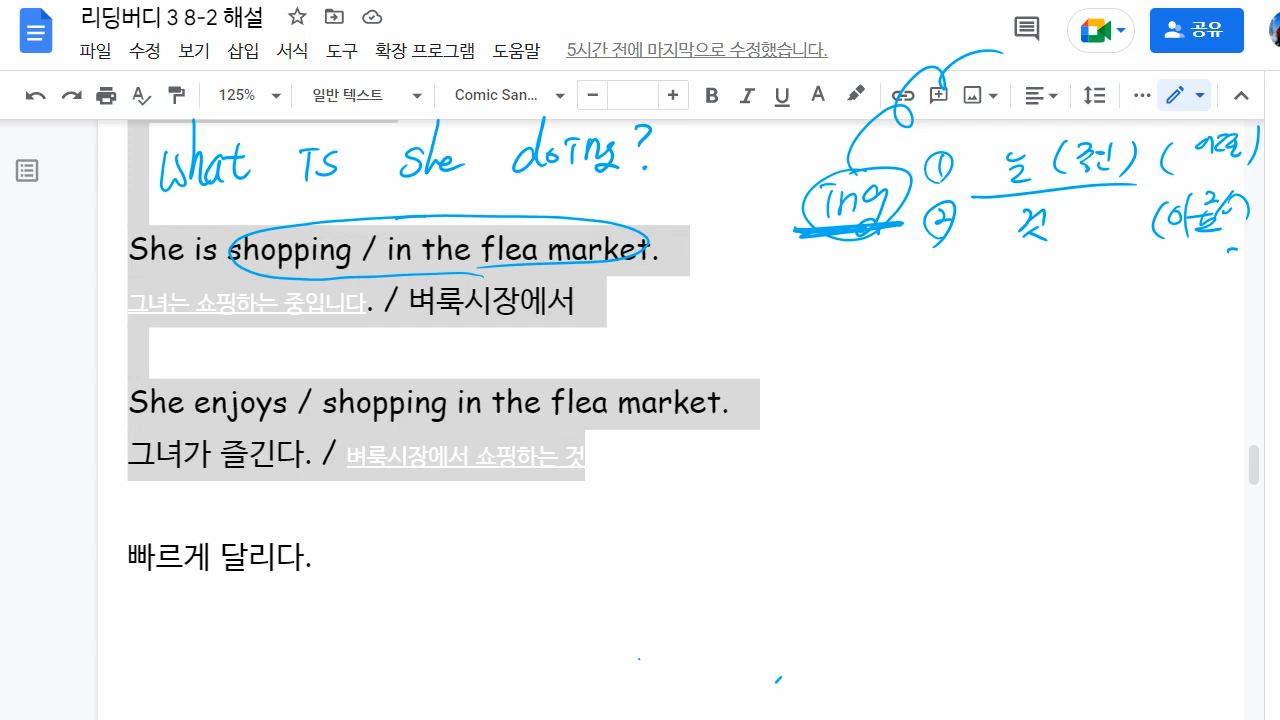 리딩버디 3 8-2 해설
파일 수정 보기 삽입 서식 도구 확장 프로그램 도움말 5시간 전에 마지막으로 수정했습니다.
공유
125% 일반 텍스트 Comic San... B I U A
What is she doing?
ing ① 는
② 것
She is shopping / in the flea market.
그녀는 쇼핑하는 중입니다. / 벼룩시장에서
She enjoys / shopping in the flea market.
그녀가 즐긴다. / 벼룩시장에서 쇼핑하는 것
빠르게 달리다.